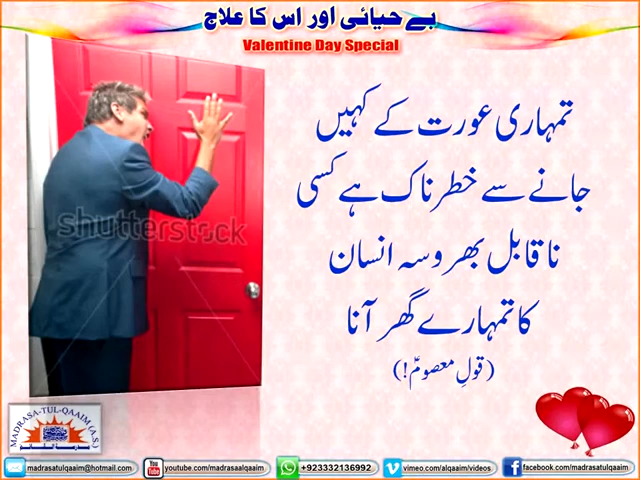 بے حیائی اور اس کا علاج
Valentine Day Special
تمہاری عورت کے کہیں
جانے سے خطرناک ہے کسی
ناقابل بھروسہ انسان
کا تمہارے گھر آنا
(قولِ معصومؑ!)
shutterstock
MADRASA-TUL-QAAIM (A.S)
madrasatulqaaim@hotmail.com
youtube.com/madrasaalqaaim
+923332136992
vimeo.com/alqaaim/videos
facebook.com/madrasatulqaaim